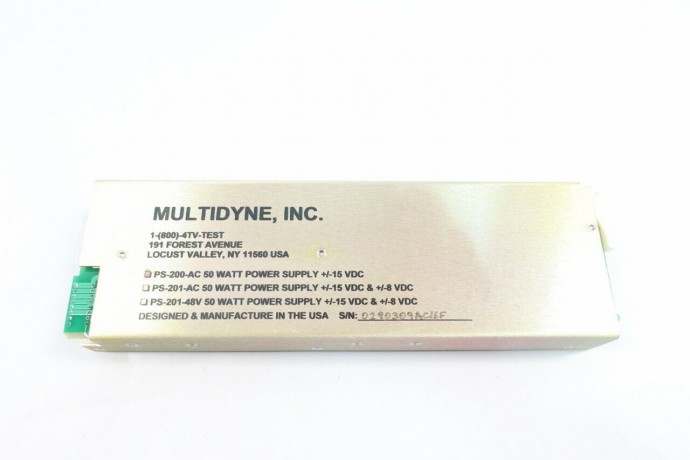 MULTIDYNE, INC.
1-(800)-4TV-TEST
191 FOREST AVENUE
LOCUST VALLEY, NY 11560 USA
PS-200-AC 50 WATT POWER SUPPLY +/-15 VDC
PS-201-AC 50 WATT POWER SUPPLY +/-15 VDC & +/-8 VDC
PS-201-48V 50 WATT POWER SUPPLY +/-15 VDC & +/-8 VDC
DESIGNED & MANUFACTURE IN THE USA S/N: